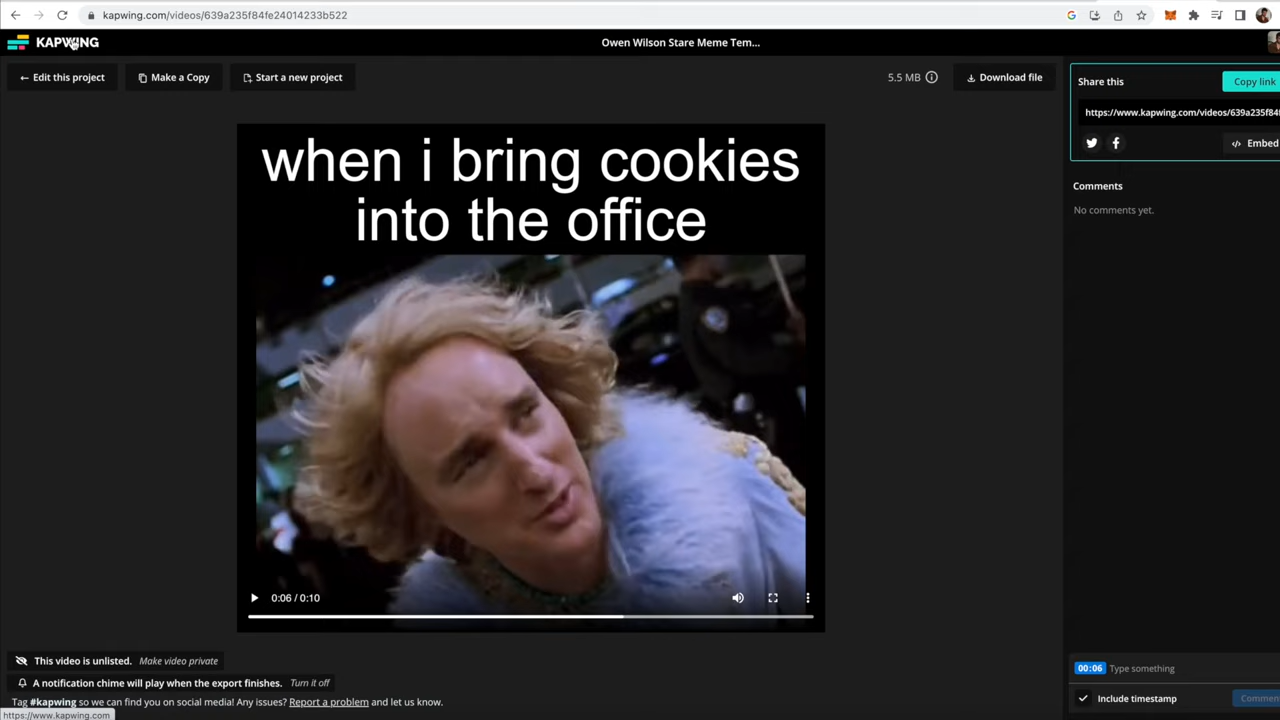 kapwing.com/videos/639a235f84fe24014233b522
KAPWING
Owen Wilson Stare Meme Tem...
Edit this project
Make a Copy
Start a new project
5.5 MB
Download file
Share this
Copy link
https://www.kapwing.com/videos/639a235f84f
Embed
when i bring cookies
into the office
Comments
No comments yet.
0:06 / 0:10
This video is unlisted. Make video private
A notification chime will play when the export finishes. Turn it off
Tag #kapwing so we can find you on social media! Any issues? Report a problem and let us know.
https://www.kapwing.com
00:06 Type something
Include timestamp
Commen